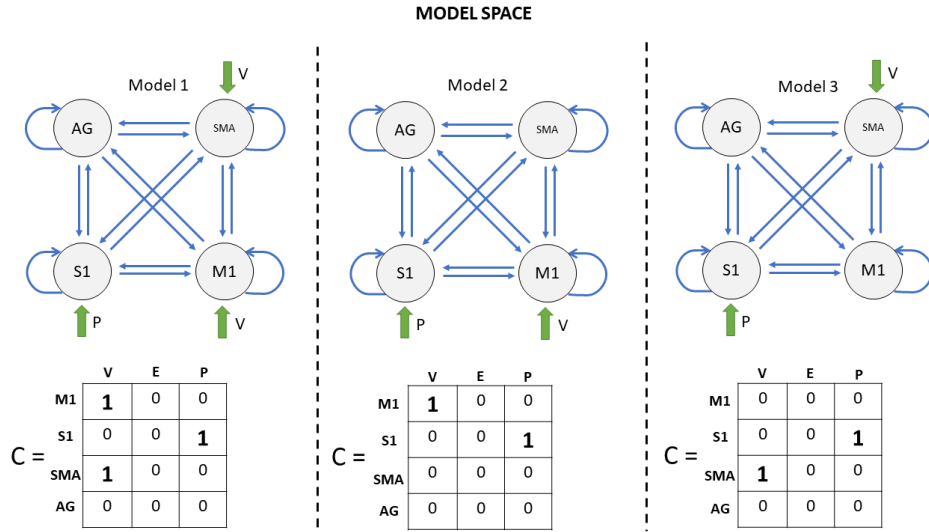 MODEL SPACE
Model 1
V
AG
SMA
S1
M1
P
V
V E P
M1 1 0 0
S1 0 0 1
C =
SMA 1 0 0
AG 0 0 0
Model 2
AG
SMA
S1
M1
P
V
V E P
M1 1 0 0
S1 0 0 1
C =
SMA 0 0 0
AG 0 0 0
Model 3
V
AG
SMA
S1
M1
P
V E P
M1 0 0 0
S1 0 0 1
C =
SMA 1 0 0
AG 0 0 0